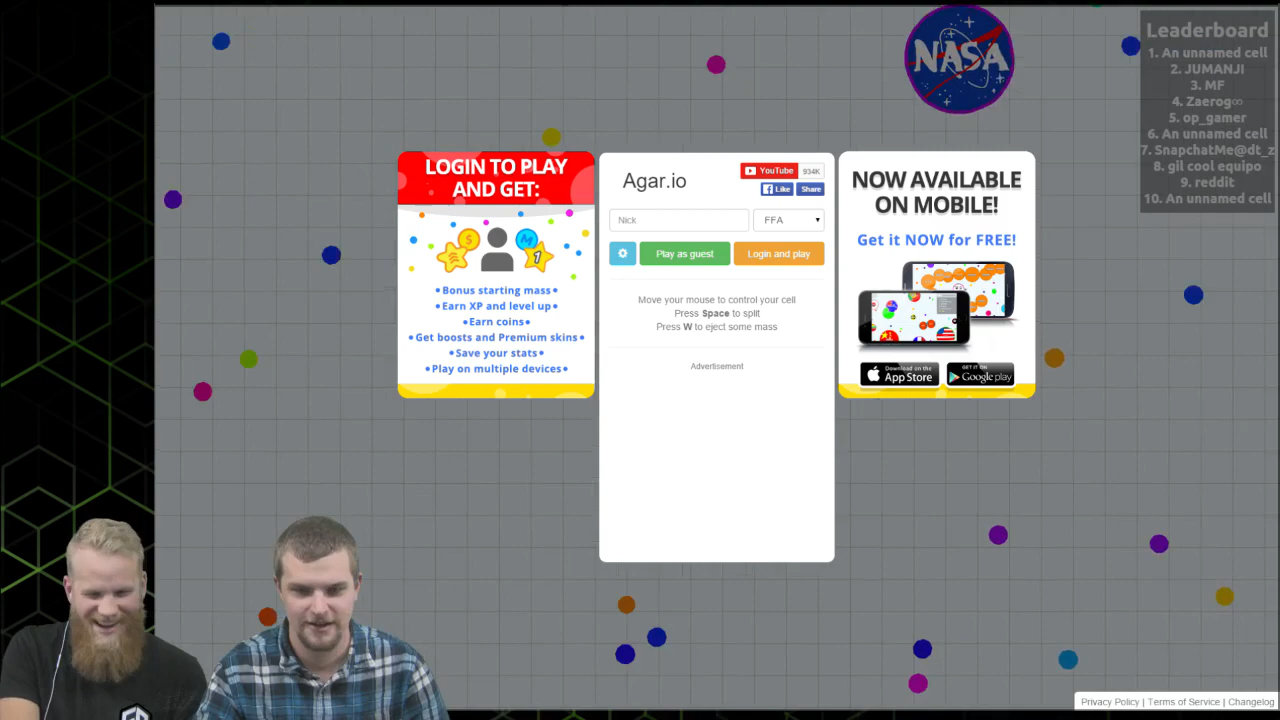 NASA
Leaderboard
1. An unnamed cell
2. JUMANJI
3. MF
4. Zaerog∞
5. op_gamer
6. An unnamed cell
7. SnapchatMe@dt_z
8. gil cool equipo
9. reddit
10. An unnamed cell
LOGIN TO PLAY
AND GET:
•Bonus starting mass•
•Earn XP and level up•
•Earn coins•
•Get boosts and Premium skins•
•Save your stats•
•Play on multiple devices•
Agar.io
YouTube 934K
Like Share
Nick FFA
Play as guest Login and play
Move your mouse to control your cell
Press Space to split
Press W to eject some mass
Advertisement
NOW AVAILABLE
ON MOBILE!
Get it NOW for FREE!
Download on the
App Store
GET IT ON
Google play
Privacy Policy | Terms of Service | Changelog